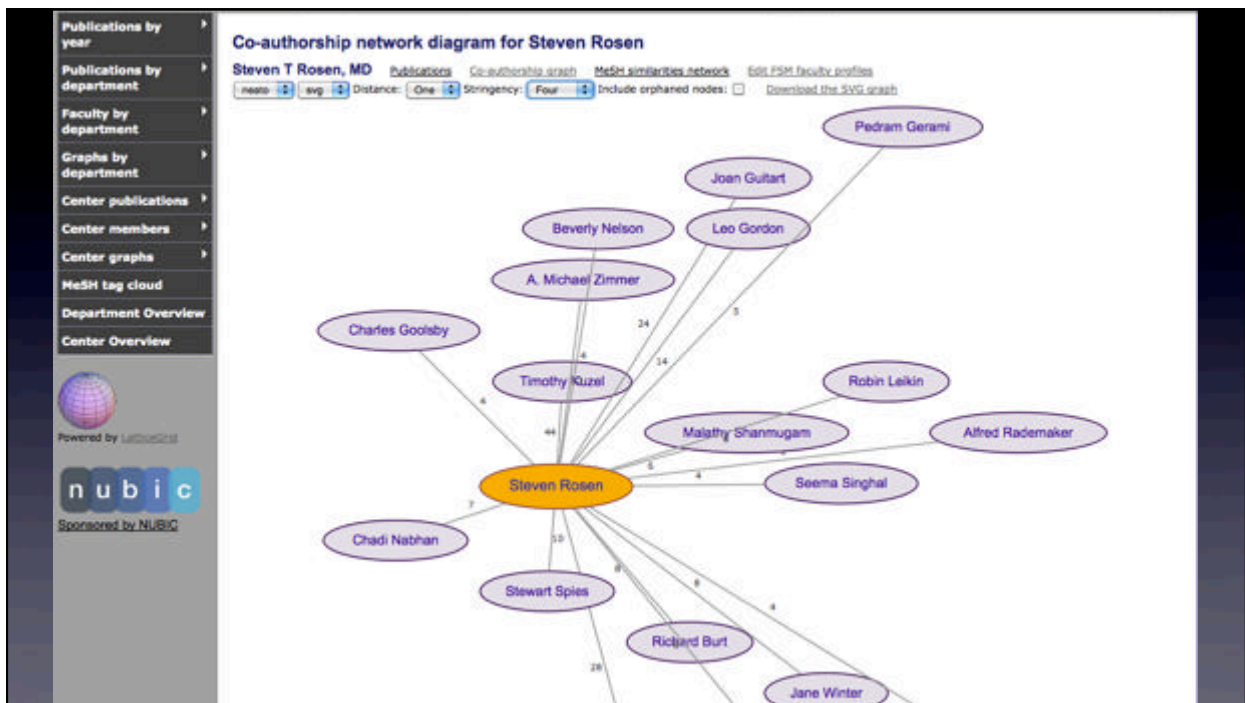 Publications by
year
Publications by
department
Faculty by
department
Graphs by
department
Center publications
Center members
Center graphs
MeSH tag cloud
Department Overview
Center Overview
Powered by LatticeGrid
nubic
Sponsored by NUBIC
Co-authorship network diagram for Steven Rosen
Steven T Rosen, MD Publications Co-authorship graph MeSH similarities network Edit FSM faculty profiles
neato svg Distance: One Stringency: Four Include orphaned nodes: Download the SVG graph
Pedram Gerami
Joan Guitart
Beverly Nelson
Leo Gordon
A. Michael Zimmer
24
Charles Goolsby
4
14
Timothy Kuzel
Robin Leikin
44
Malathy Shanmugam
Alfred Rademaker
4
Steven Rosen
Seema Singhal
7
10
Chadi Nabhan
8
8
Stewart Spies
4
Richard Burt
28
Jane Winter